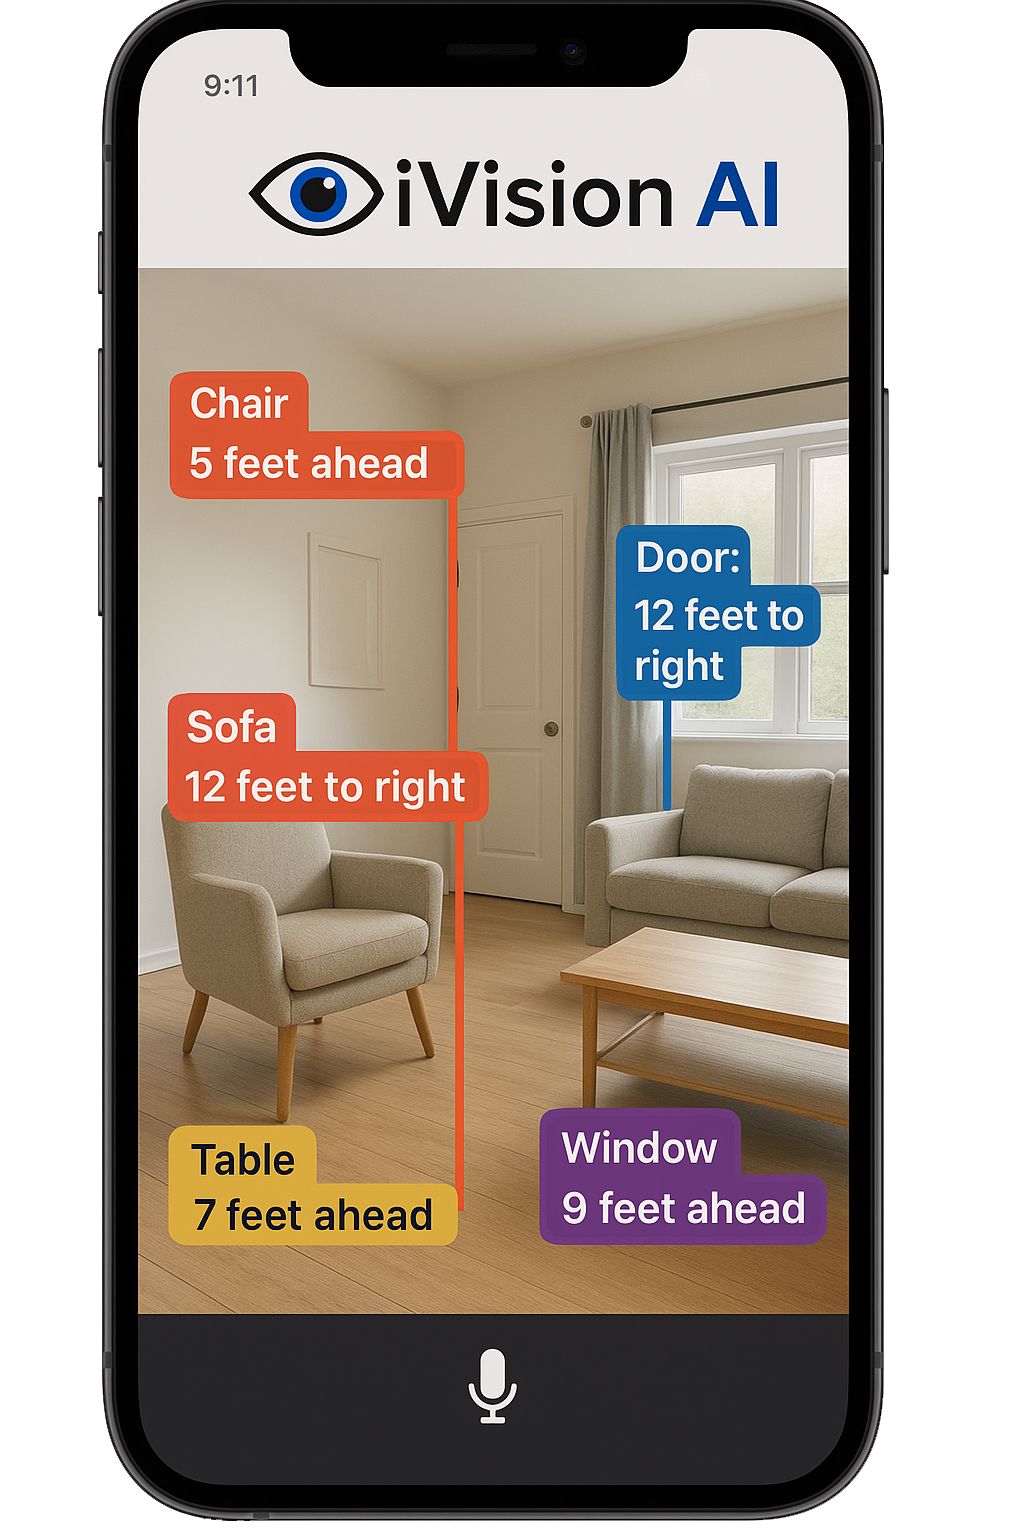 9:11
iVision AI
Chair
5 feet ahead
Door:
12 feet to
right
Sofa
12 feet to right
Table
7 feet ahead
Window
9 feet ahead